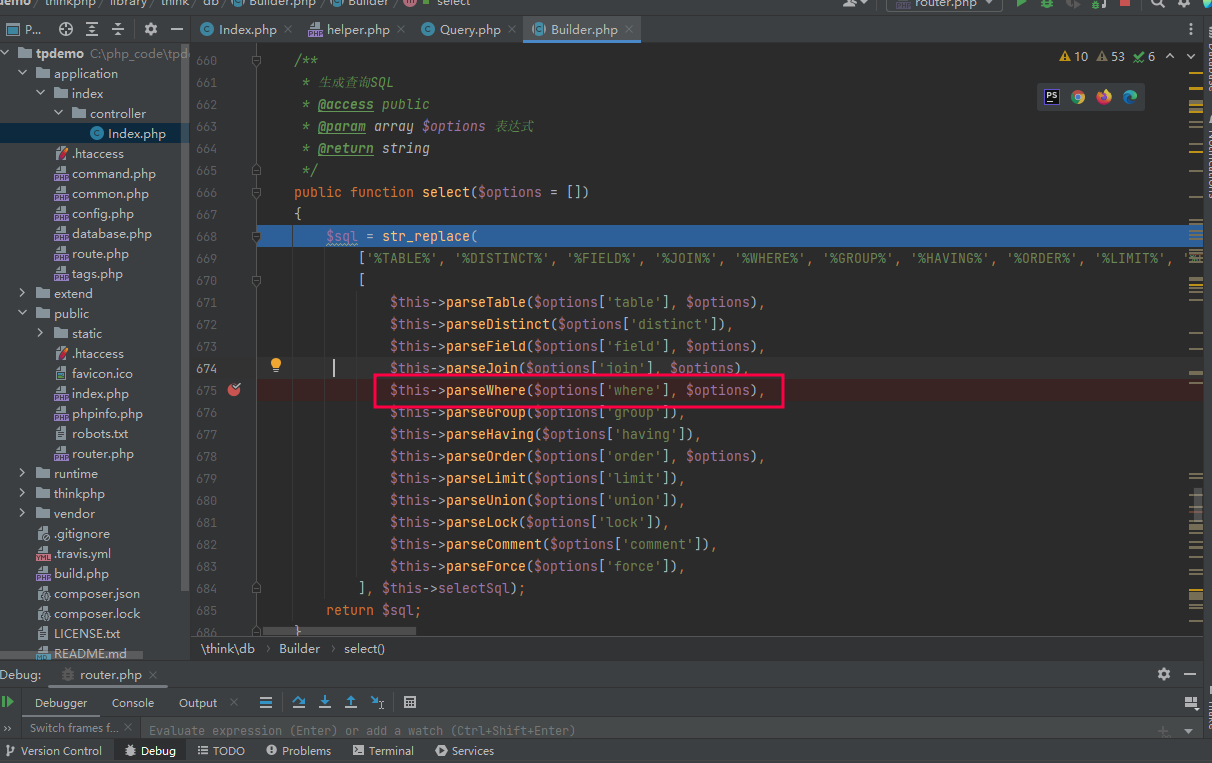 demo
thinkphp
library
think
db
Builder.php
Builder
select
router.php
P...
Index.php
helper.php
Query.php
Builder.php
tpdemo C:\php_code\tpd
application
index
controller
Index.php
.htaccess
command.php
common.php
config.php
database.php
route.php
tags.php
extend
public
static
.htaccess
favicon.ico
index.php
phpinfo.php
robots.txt
router.php
runtime
thinkphp
vendor
.gitignore
.travis.yml
build.php
composer.json
composer.lock
LICENSE.txt
README.md
10 53 6
660 /**
661 * 生成查询SQL
662 * @access public
663 * @param array $options 表达式
664 * @return string
665 */
666 public function select($options = [])
667 {
668 $sql = str_replace(
669 ['%TABLE%', '%DISTINCT%', '%FIELD%', '%JOIN%', '%WHERE%', '%GROUP%', '%HAVING%', '%ORDER%', '%LIMIT%',
670 [
671 $this->parseTable($options['table'], $options),
672 $this->parseDistinct($options['distinct']),
673 $this->parseField($options['field'], $options),
674 $this->parseJoin($options['join'], $options),
675 $this->parseWhere($options['where'], $options),
676 $this->parseGroup($options['group']),
677 $this->parseHaving($options['having']),
678 $this->parseOrder($options['order'], $options),
679 $this->parseLimit($options['limit']),
680 $this->parseUnion($options['union']),
681 $this->parseLock($options['lock']),
682 $this->parseComment($options['comment']),
683 $this->parseForce($options['force']),
684 ], $this->selectSql);
685 return $sql;
686 }
\think\db › Builder › select()
Debug: router.php
Debugger Console Output
Switch frames f...
Evaluate expression (Enter) or add a watch (Ctrl+Shift+Enter)
Version Control Debug TODO Problems Terminal Services